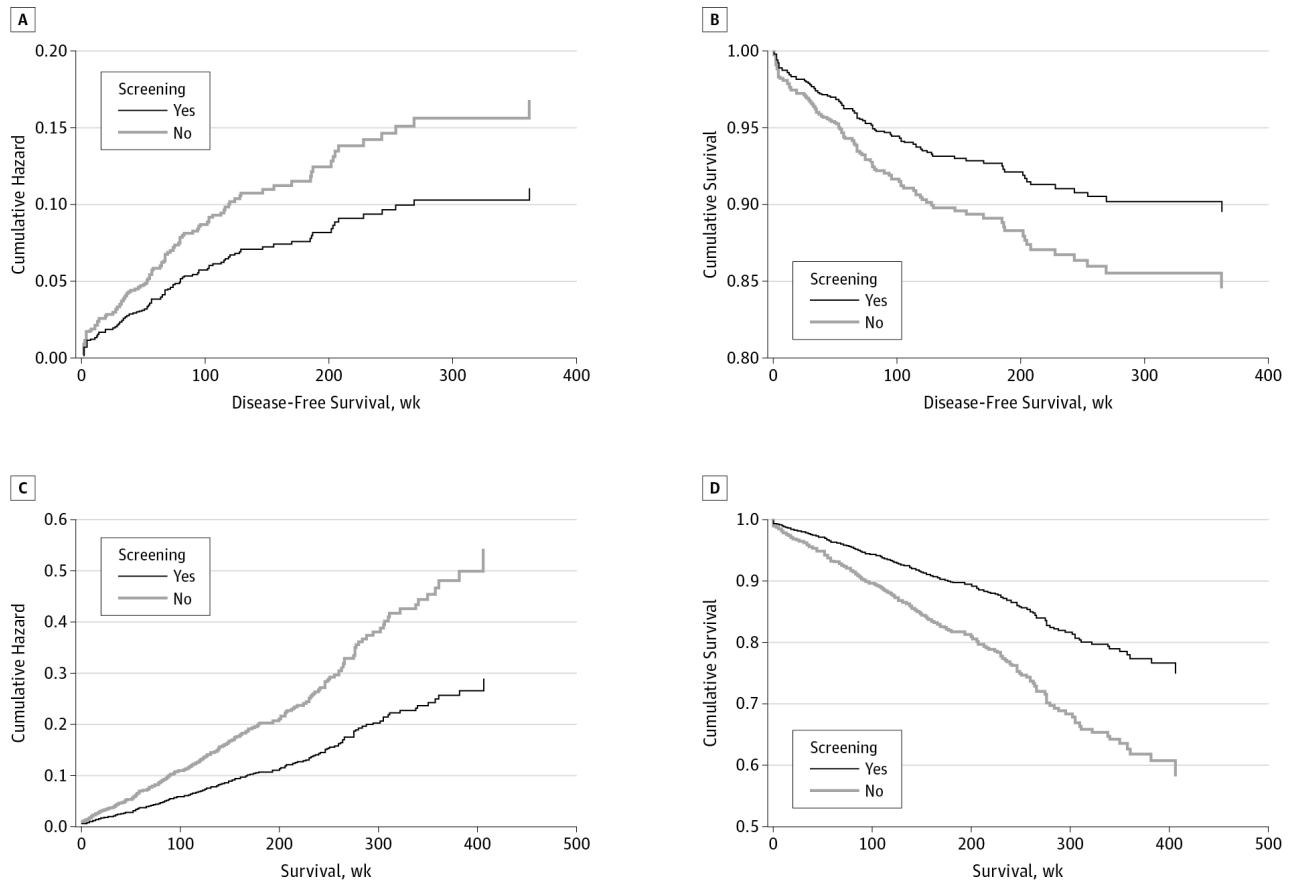 A
Cumulative Hazard
0.20
0.15
0.10
0.05
0.00
Screening
Yes
No
0 100 200 300 400
Disease-Free Survival, wk
B
Cumulative Survival
1.00
0.95
0.90
0.85
0.80
Screening
Yes
No
0 100 200 300 400
Disease-Free Survival, wk
C
Cumulative Hazard
0.6
0.5
0.4
0.3
0.2
0.1
0.0
Screening
Yes
No
0 100 200 300 400 500
Survival, wk
D
Cumulative Survival
1.0
0.9
0.8
0.7
0.6
0.5
Screening
Yes
No
0 100 200 300 400 500
Survival, wk